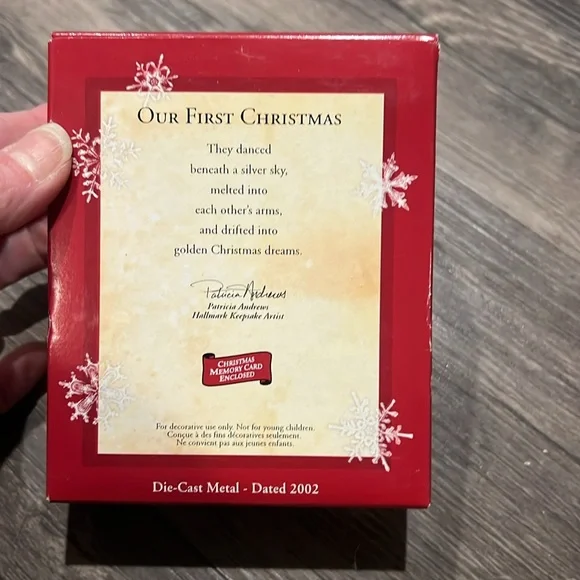 OUR FIRST CHRISTMAS
They danced
beneath a silver sky,
melted into
each other's arms,
and drifted into
golden Christmas dreams.
Patricia Andrews
Patricia Andrews
Hallmark Keepsake Artist
CHRISTMAS
MEMORY CARD
ENCLOSED
For decorative use only. Not for young children.
Conçue à des fins décoratives seulement.
Ne convient pas aux jeunes enfants.
Die-Cast Metal - Dated 2002